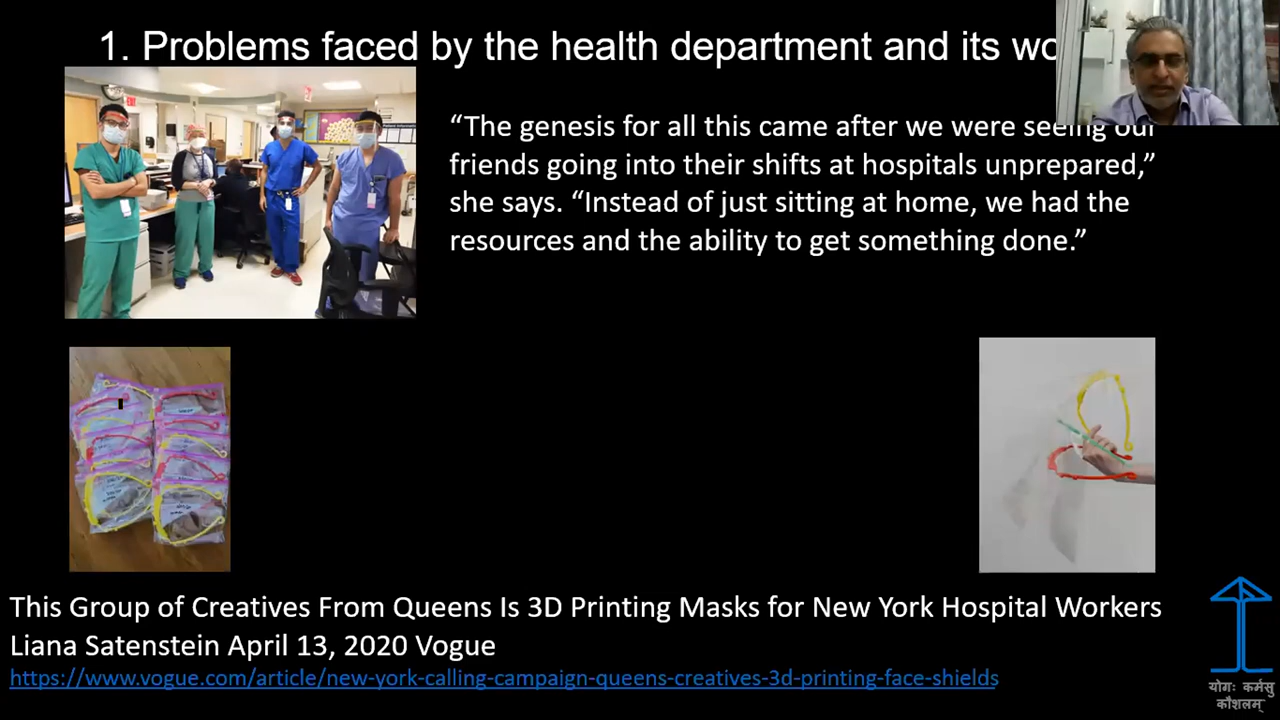 1. Problems faced by the health department and its wo
“The genesis for all this came after we were seeing our
friends going into their shifts at hospitals unprepared,”
she says. “Instead of just sitting at home, we had the
resources and the ability to get something done.”
This Group of Creatives From Queens Is 3D Printing Masks for New York Hospital Workers
Liana Satenstein April 13, 2020 Vogue
https://www.vogue.com/article/new-york-calling-campaign-queens-creatives-3d-printing-face-shields
योगः कर्मसु
कौशलम्